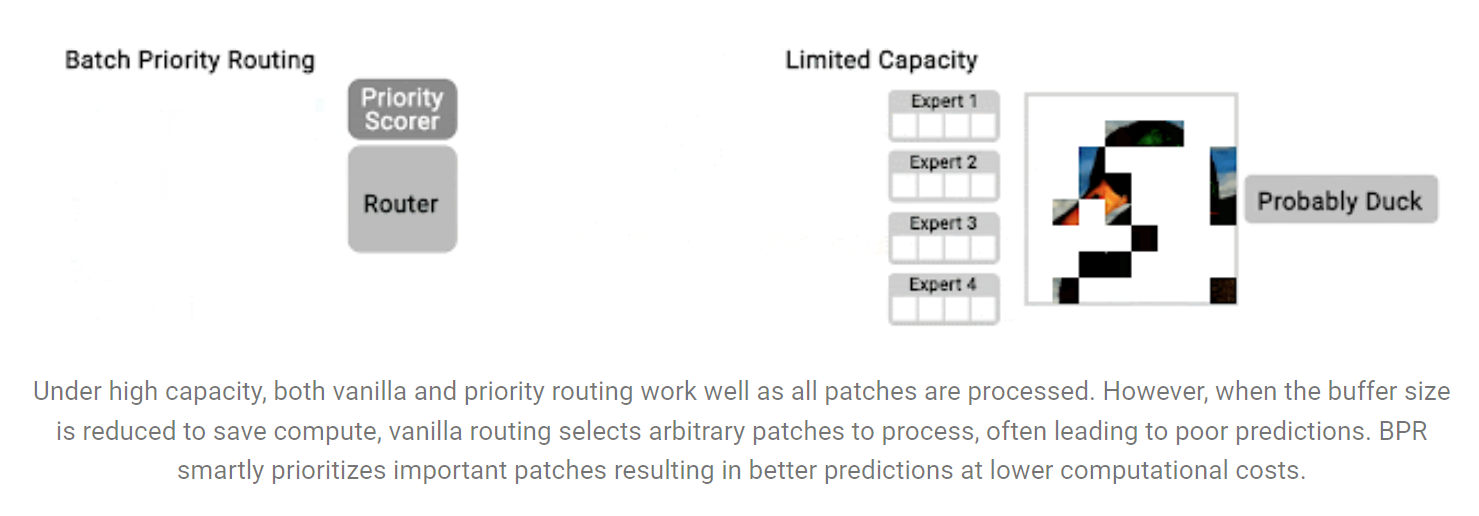 Batch Priority Routing
Priority
Scorer
Router
Limited Capacity
Expert 1
Expert 2
Expert 3
Expert 4
Probably Duck
Under high capacity, both vanilla and priority routing work well as all patches are processed. However, when the buffer size
is reduced to save compute, vanilla routing selects arbitrary patches to process, often leading to poor predictions. BPR
smartly prioritizes important patches resulting in better predictions at lower computational costs.